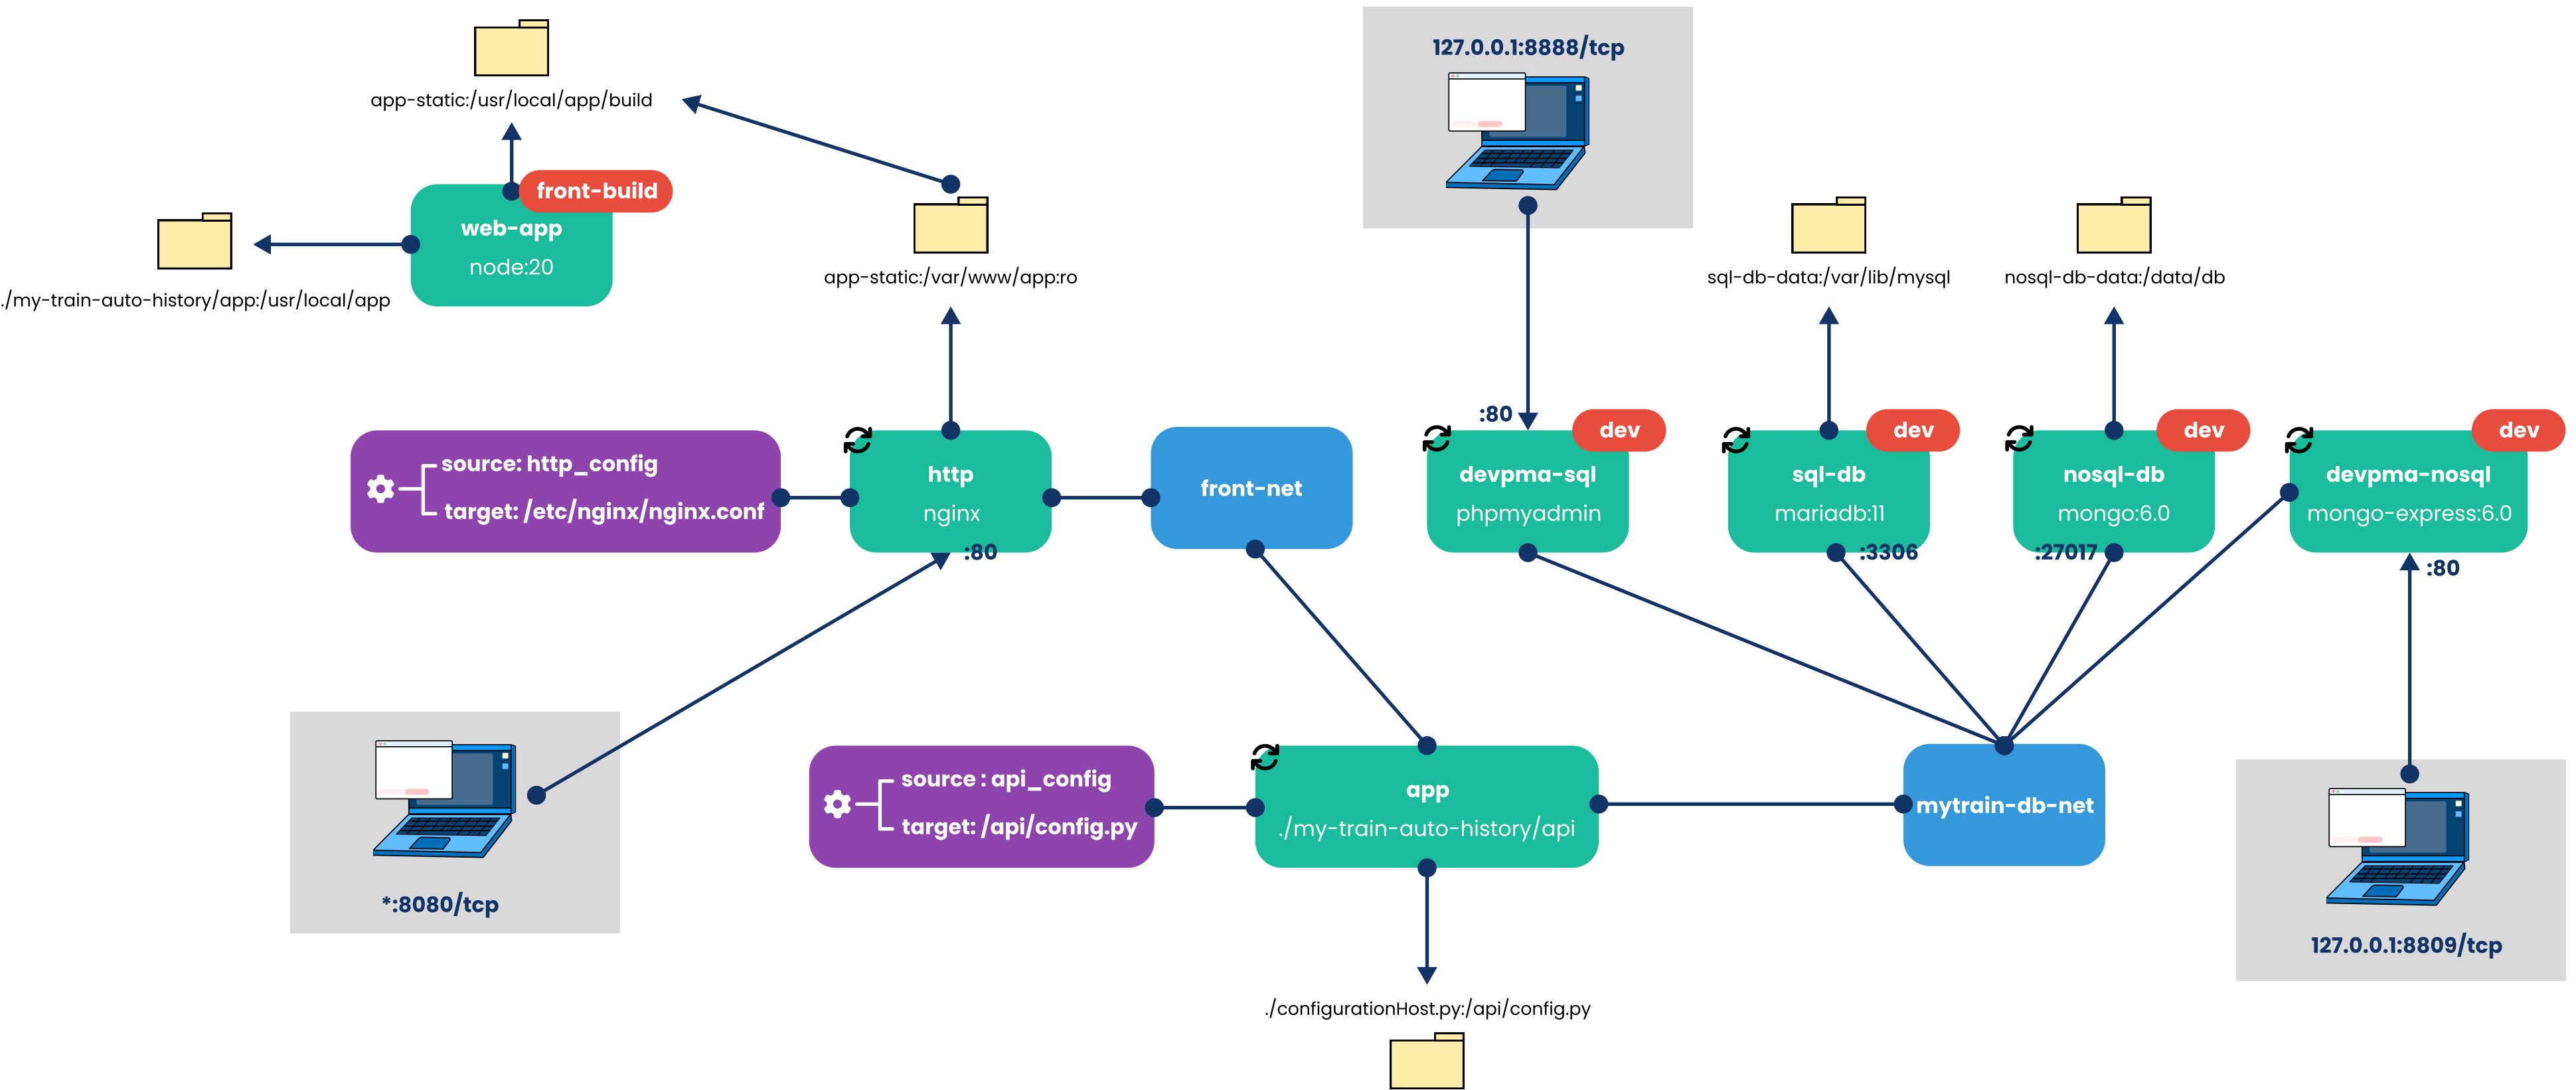 127.0.0.1:8888/tcp
app-static:/usr/local/app/build
front-build
web-app
node:20
./my-train-auto-history/app:/usr/local/app
app-static:/var/www/app:ro
sql-db-data:/var/lib/mysql
nosql-db-data:/data/db
source: http_config
target: /etc/nginx/nginx.conf
http
nginx
:80
front-net
:80
dev
devpma-sql
phpmyadmin
dev
sql-db
mariadb:11
:3306
dev
nosql-db
mongo:6.0
:27017
dev
devpma-nosql
mongo-express:6.0
:80
*:8080/tcp
source : api_config
target: /api/config.py
app
./my-train-auto-history/api
mytrain-db-net
127.0.0.1:8809/tcp
./configurationHost.py:/api/config.py